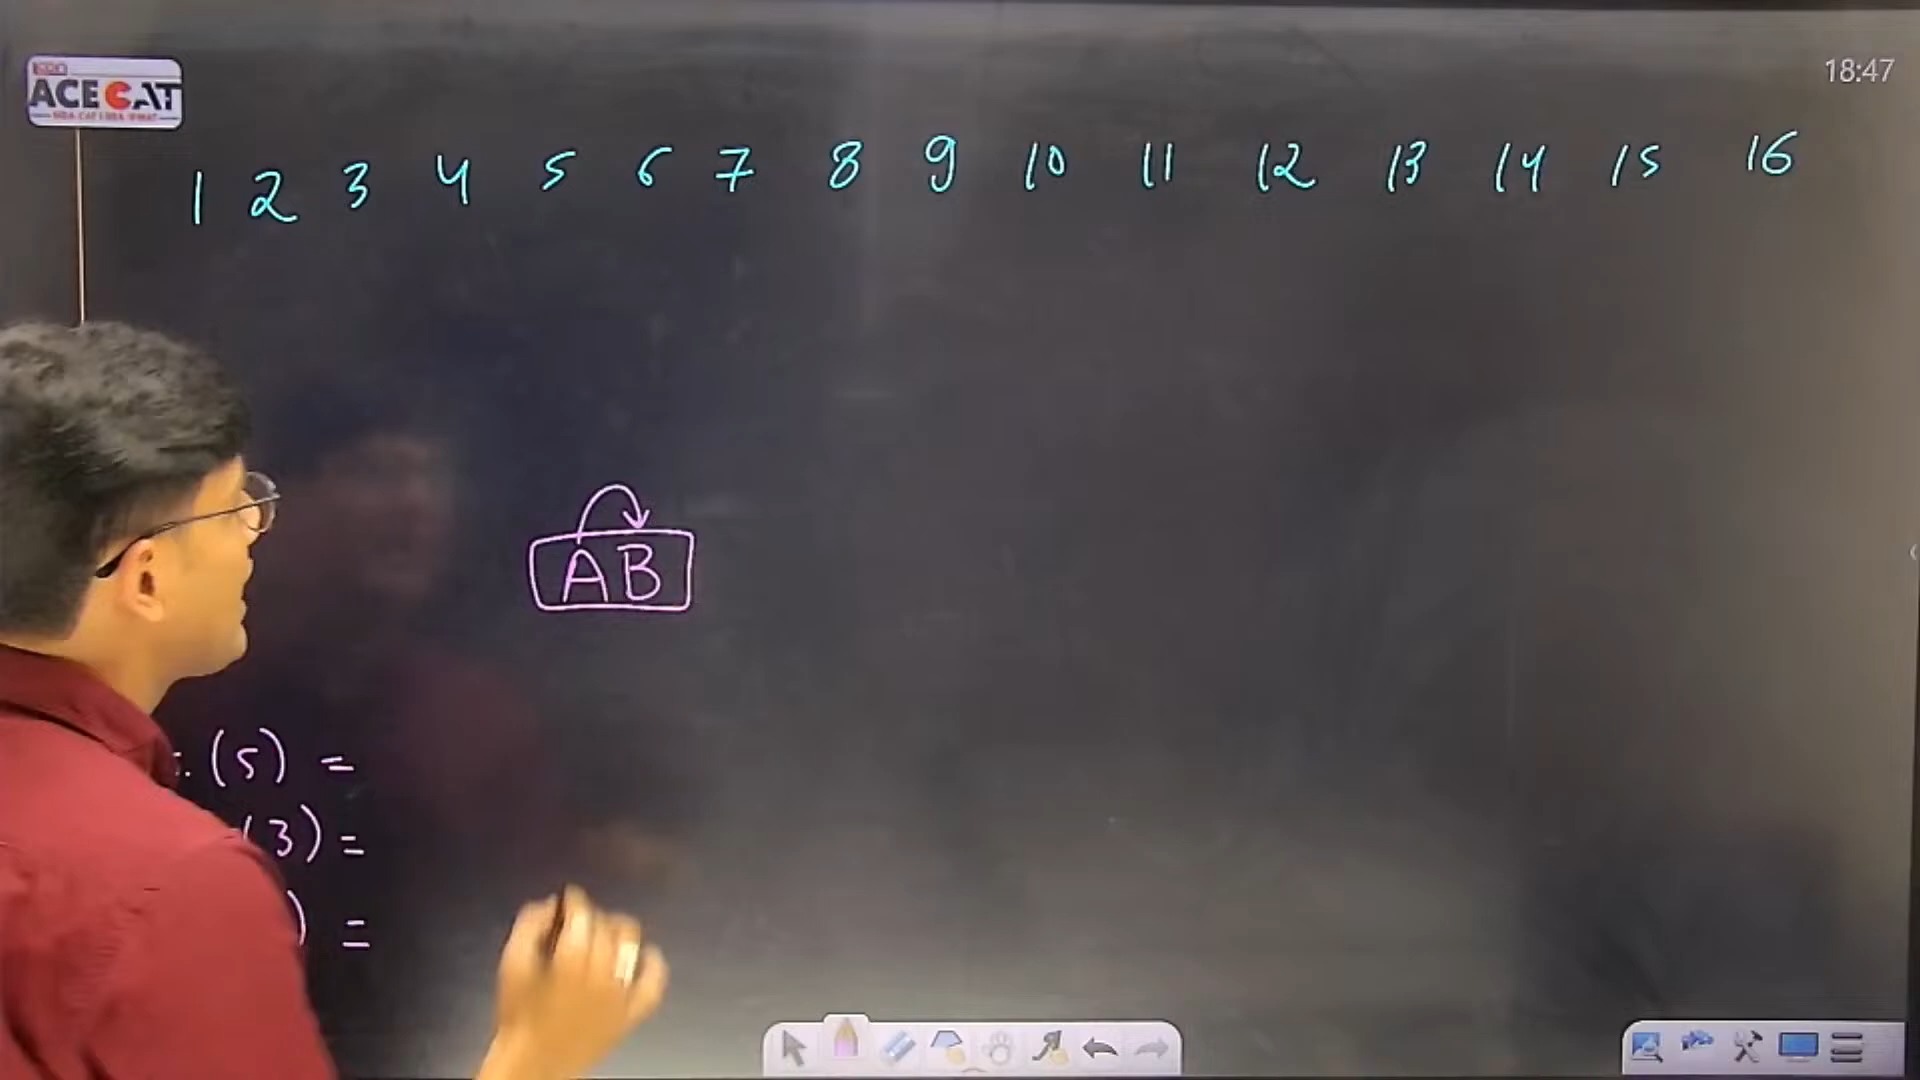 ACE CAT
18:47
1 2 3 4 5 6 7 8 9 10 11 12 13 14 15 16
AB
(5) =
(3) =
) =